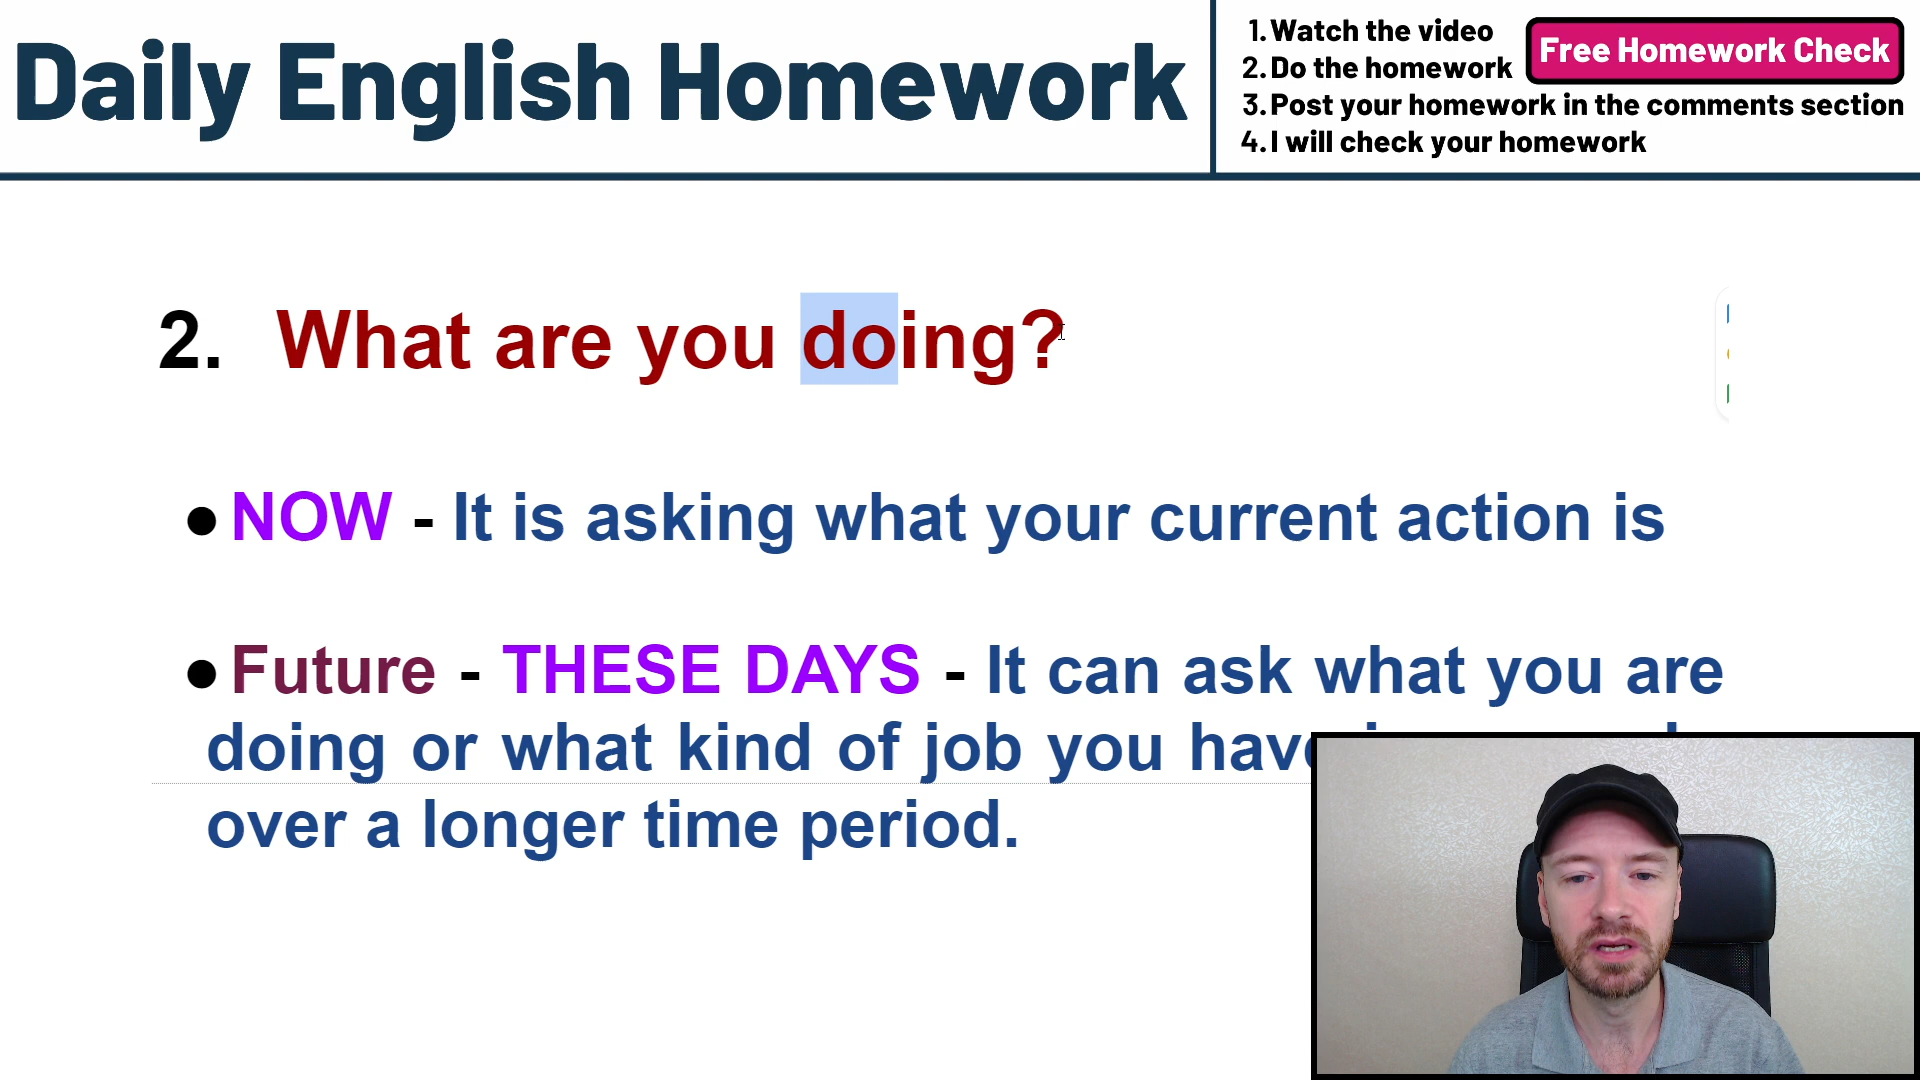 Daily English Homework
1. Watch the video
2. Do the homework
Free Homework Check
3. Post your homework in the comments section
4. I will check your homework
2. What are you doing?
● NOW - It is asking what your current action is
● Future - THESE DAYS - It can ask what you are
doing or what kind of job you have
over a longer time period.